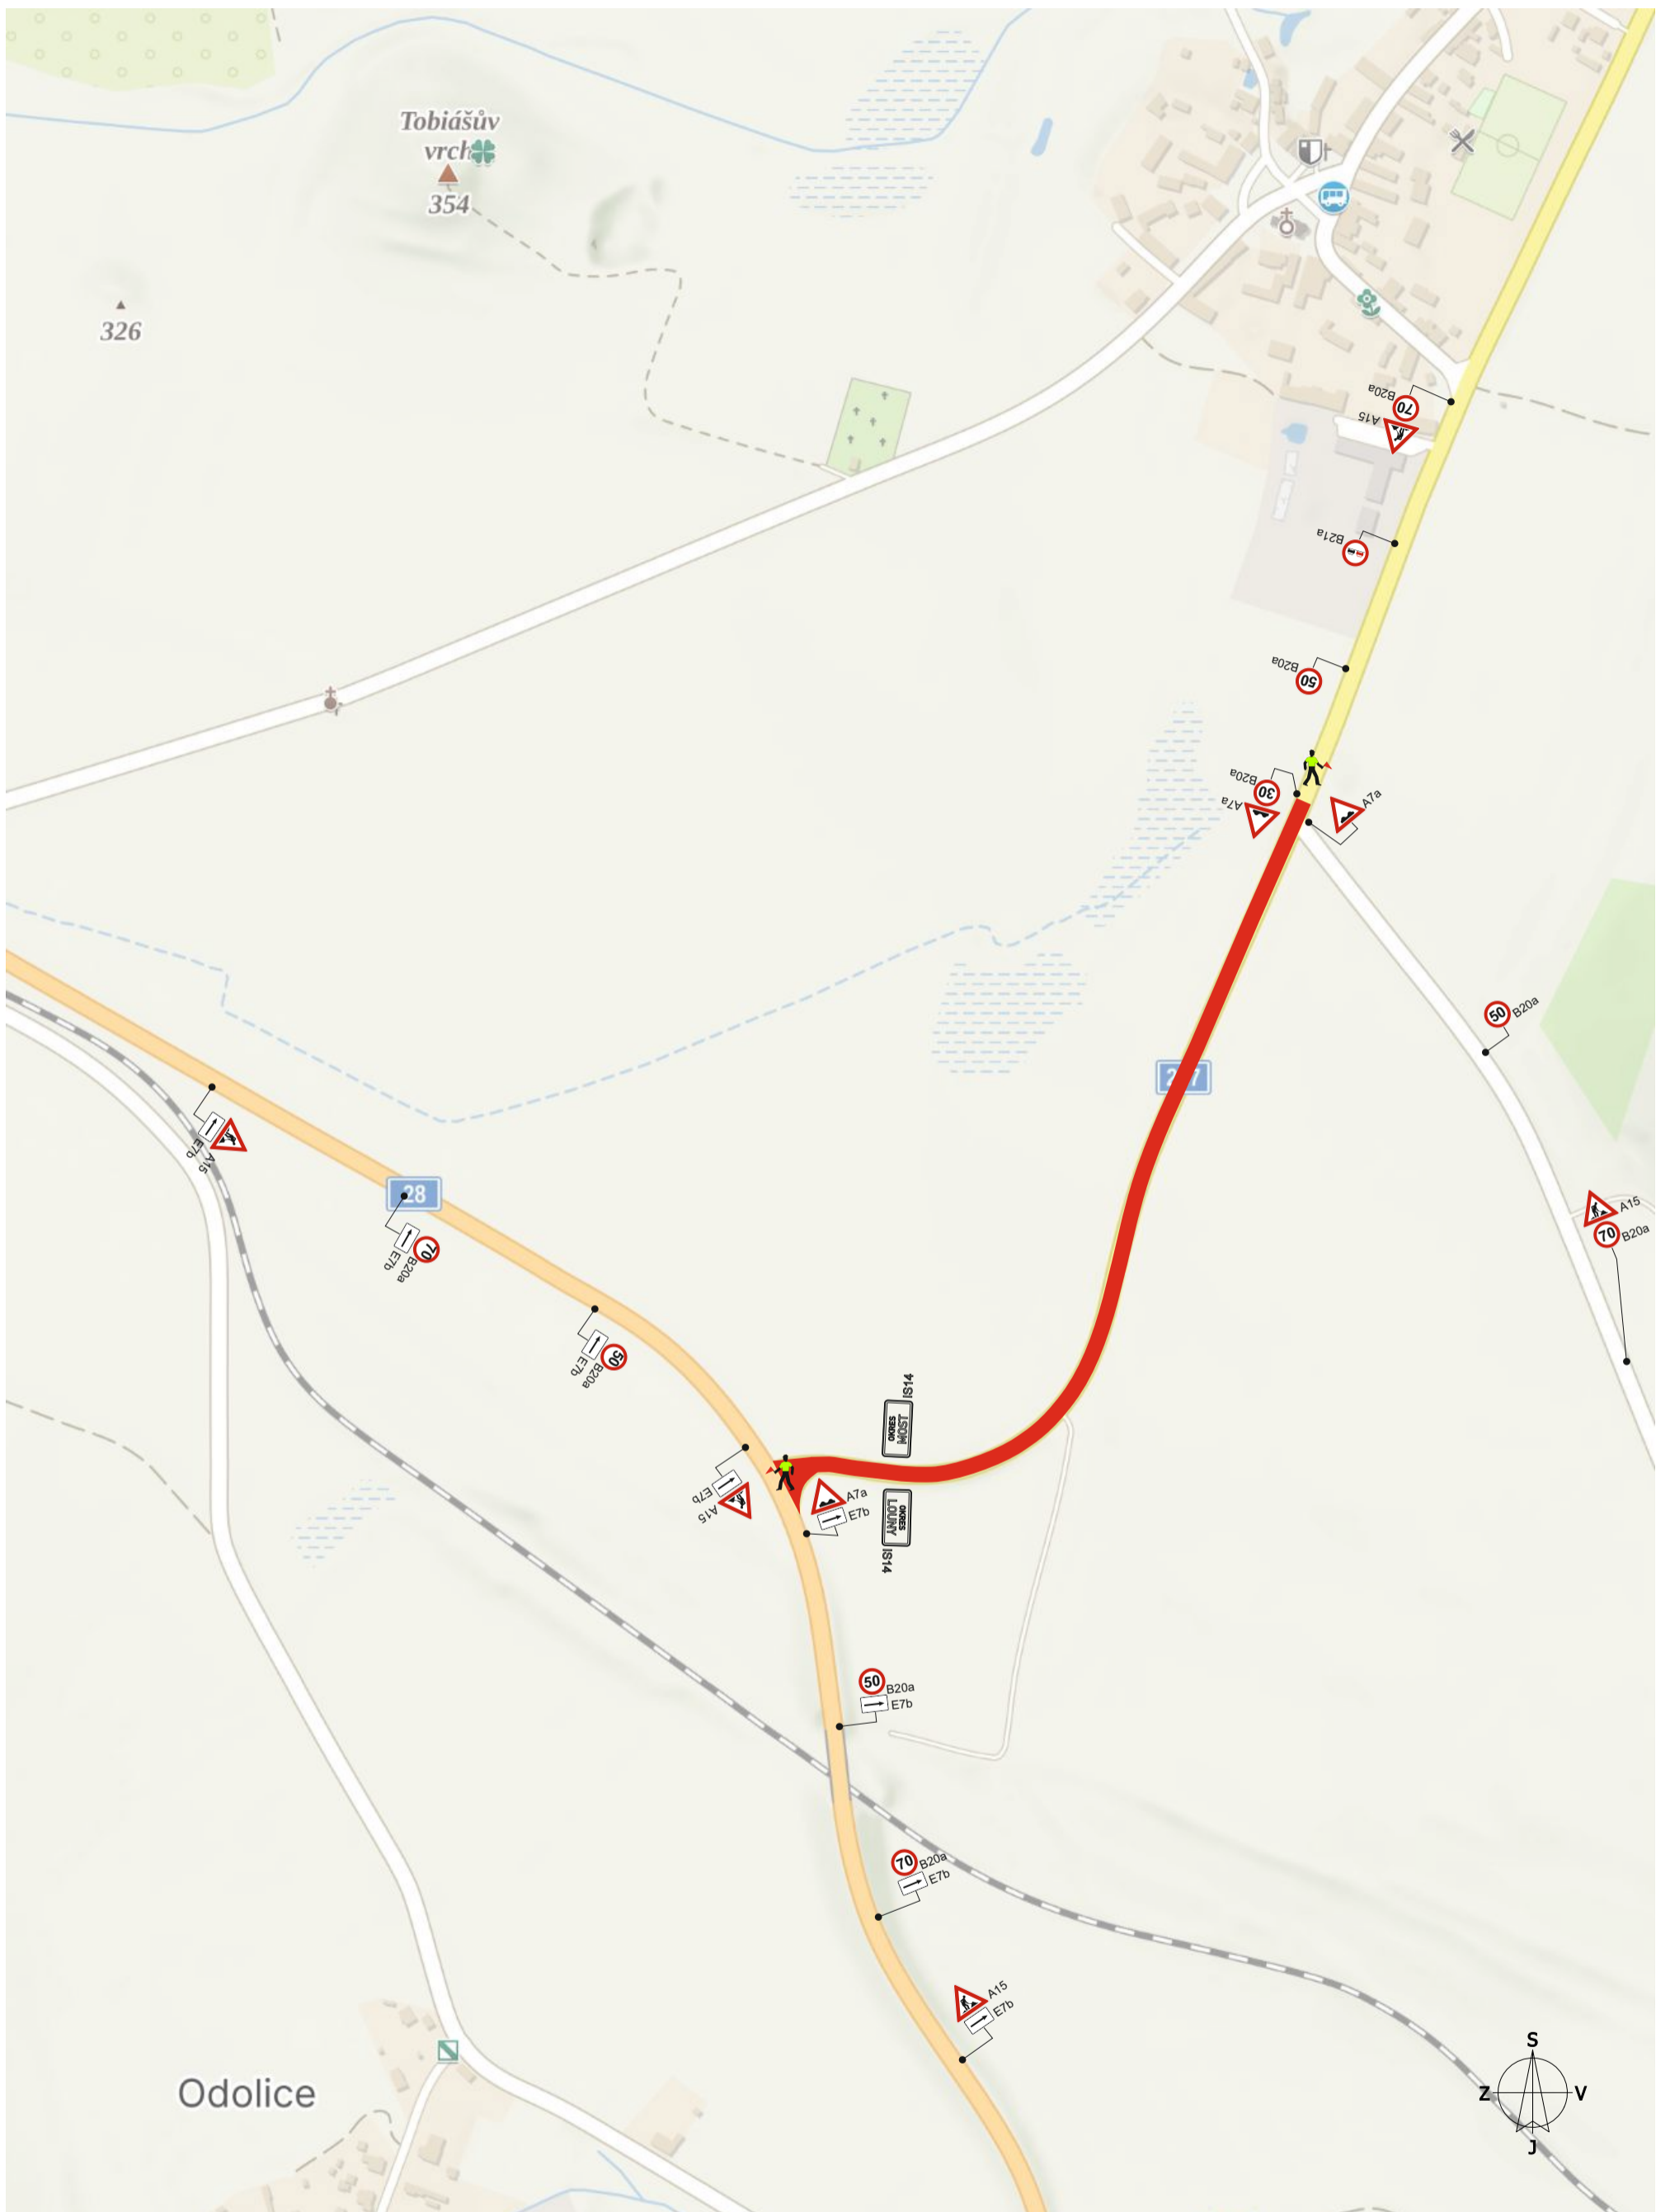 Tobiášův
vrch
354
326
B20a
70
A15
B21a
B20a
50
B20a
30
A7a
A7a
50
B20a
28
E7b
A15
70
B20a
E7b
50
B20a
E7b
A15
70
B20a
IS14
OKRES
MOST
E7b
A15
A7a
E7b
OKRES
LOUNY
IS14
50
B20a
E7b
70
B20a
E7b
A15
E7b
Odolice
S
Z
V
J